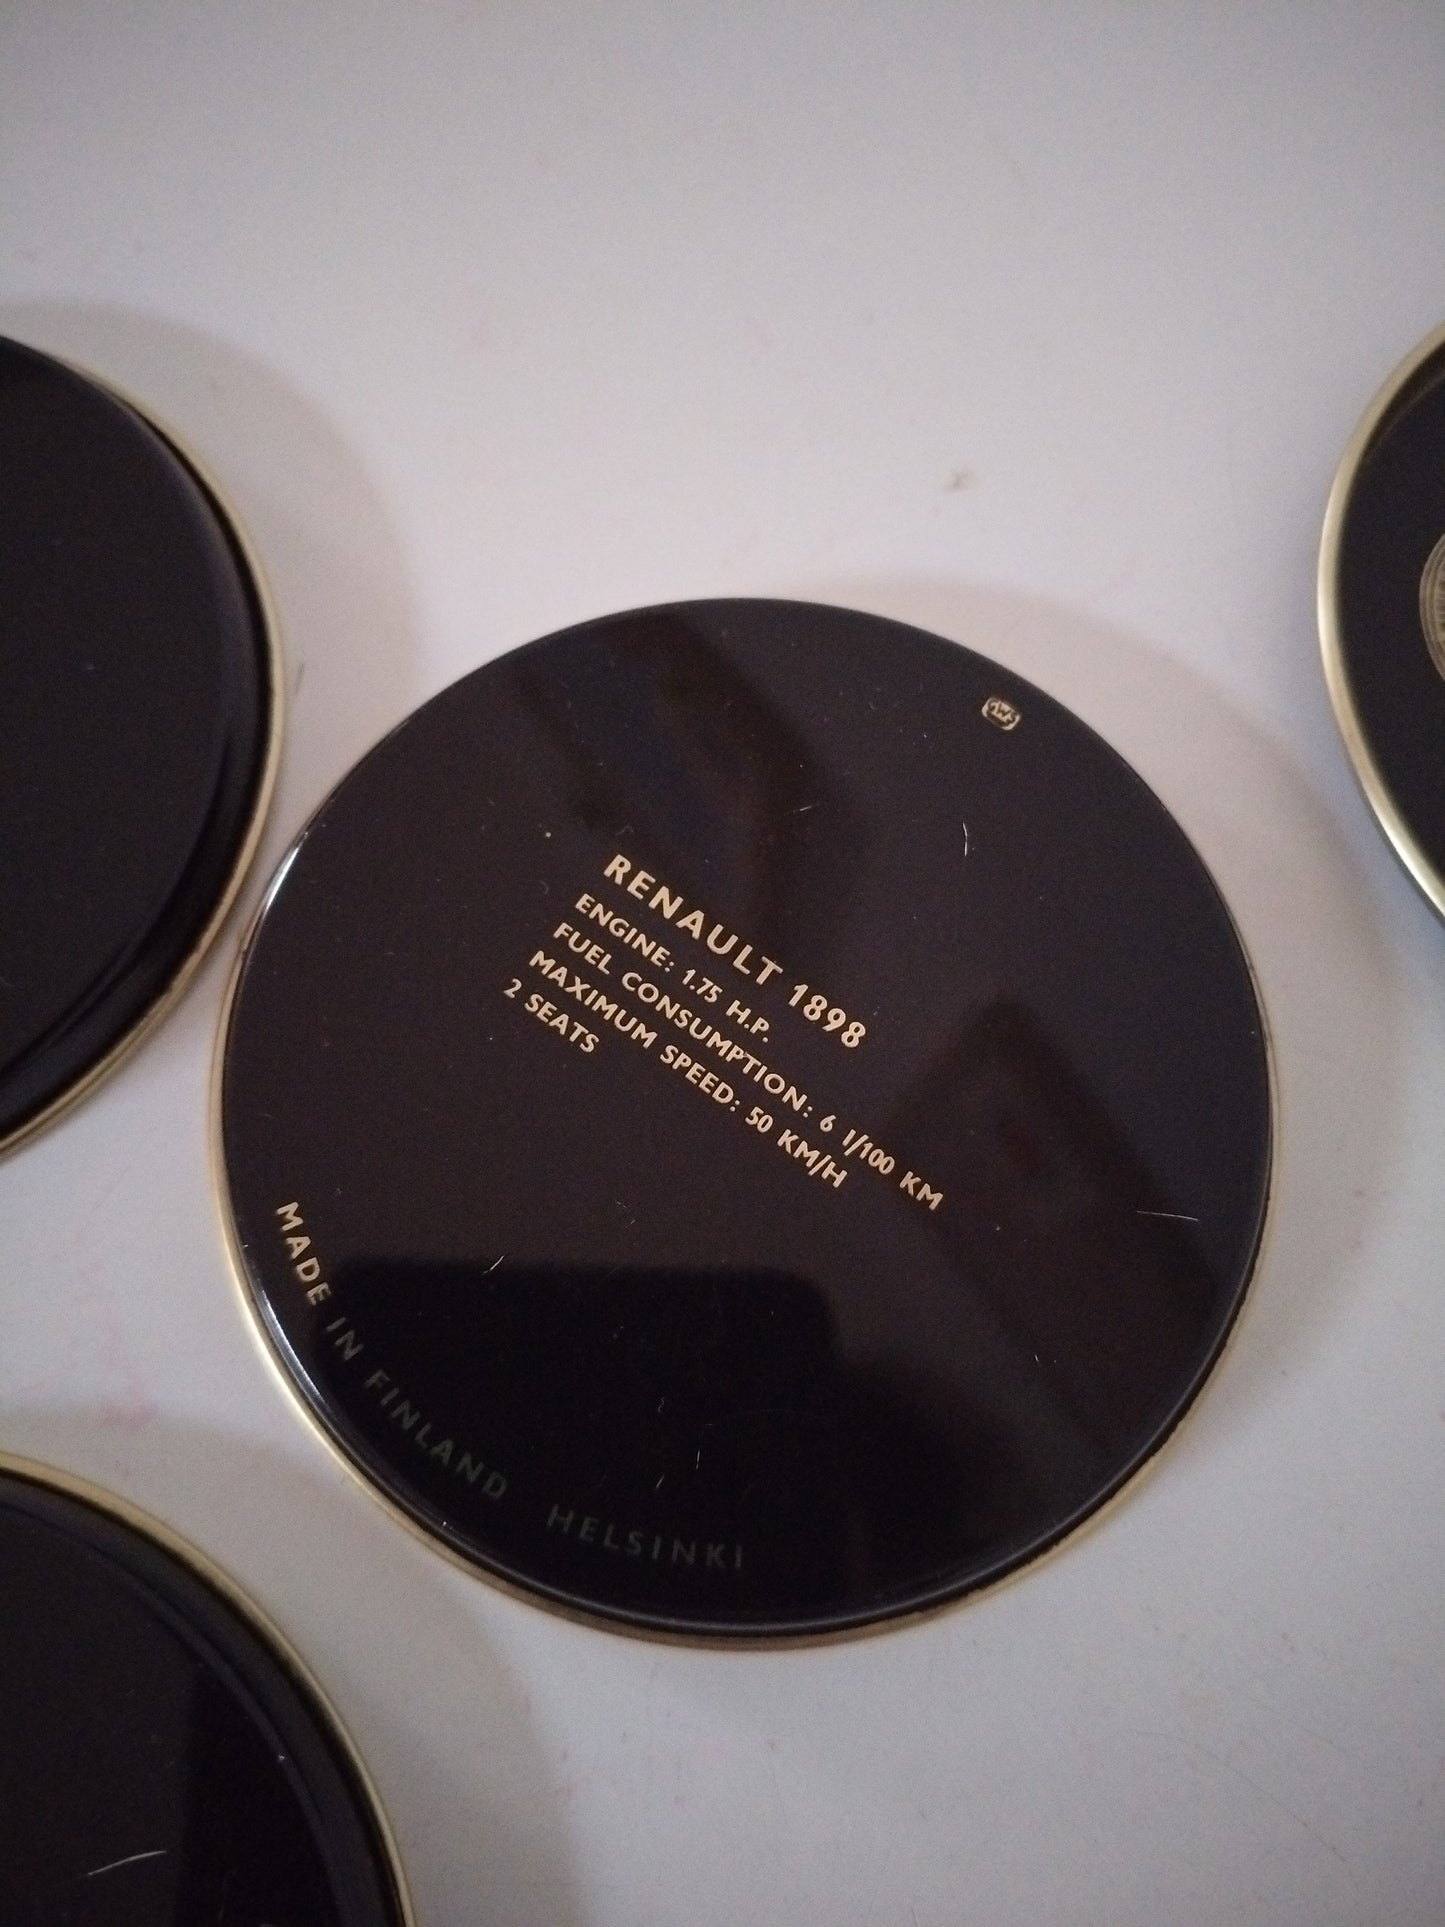 RENAULT 1898
ENGINE: 1.75 H.P.
FUEL CONSUMPTION: 6 l/100 KM
MAXIMUM SPEED: 50 KM/H
2 SEATS
MADE IN FINLAND HELSINKI